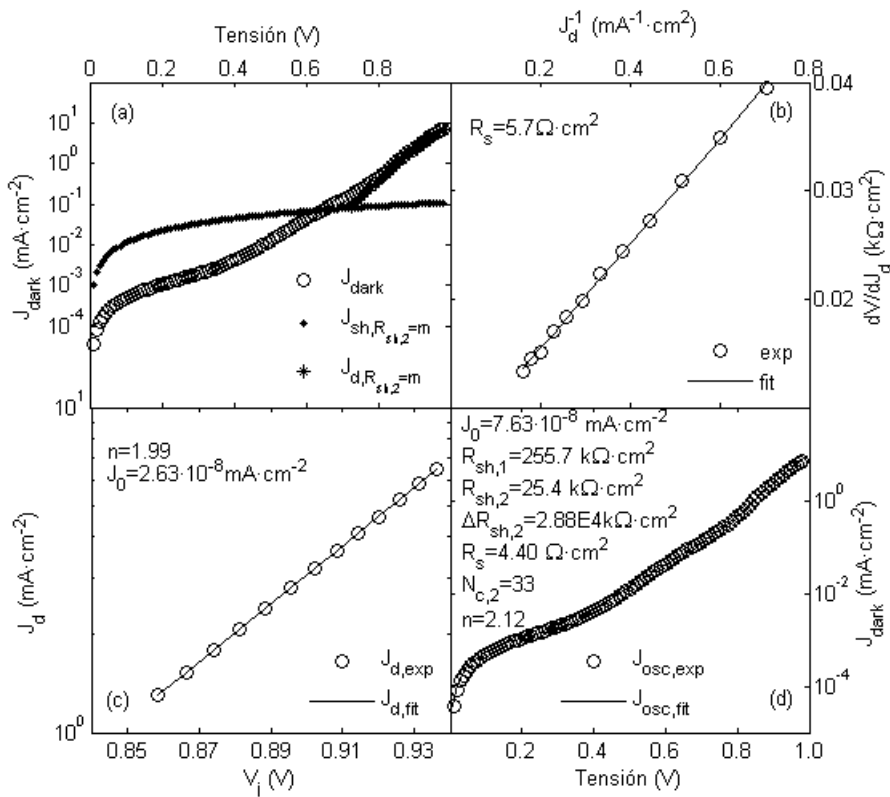 Tensión (V)
0 0.2 0.4 0.6 0.8
(a)
10^1
10^0
10^-1
10^-2
10^-3
10^-4
10^1
J_dark (mA·cm^-2)
J_dark
J_sh,R_sh,2=m
J_d,R_sh,2=m
J_d^-1 (mA^-1·cm^2)
0.2 0.4 0.6 0.8
(b)
R_s=5.7Ω·cm^2
0.04
0.03
0.02
dV/dJ_d (kΩ·cm^2)
exp
fit
n=1.99
J_0=2.63·10^-8mA·cm^-2
J_d (mA·cm^-2)
J_d,exp
J_d,fit
(c)
10^0
0.85 0.87 0.89 0.91 0.93
V_i (V)
J_0=7.63·10^-8 mA·cm^-2
R_sh,1=255.7 kΩ·cm^2
R_sh,2=25.4 kΩ·cm^2
ΔR_sh,2=2.88E4kΩ·cm^2
R_s=4.40 Ω·cm^2
N_c,2=33
n=2.12
10^0
10^-2
10^-4
J_dark (mA·cm^-2)
J_osc,exp
J_osc,fit
(d)
0.2 0.4 0.6 0.8 1.0
Tensión (V)